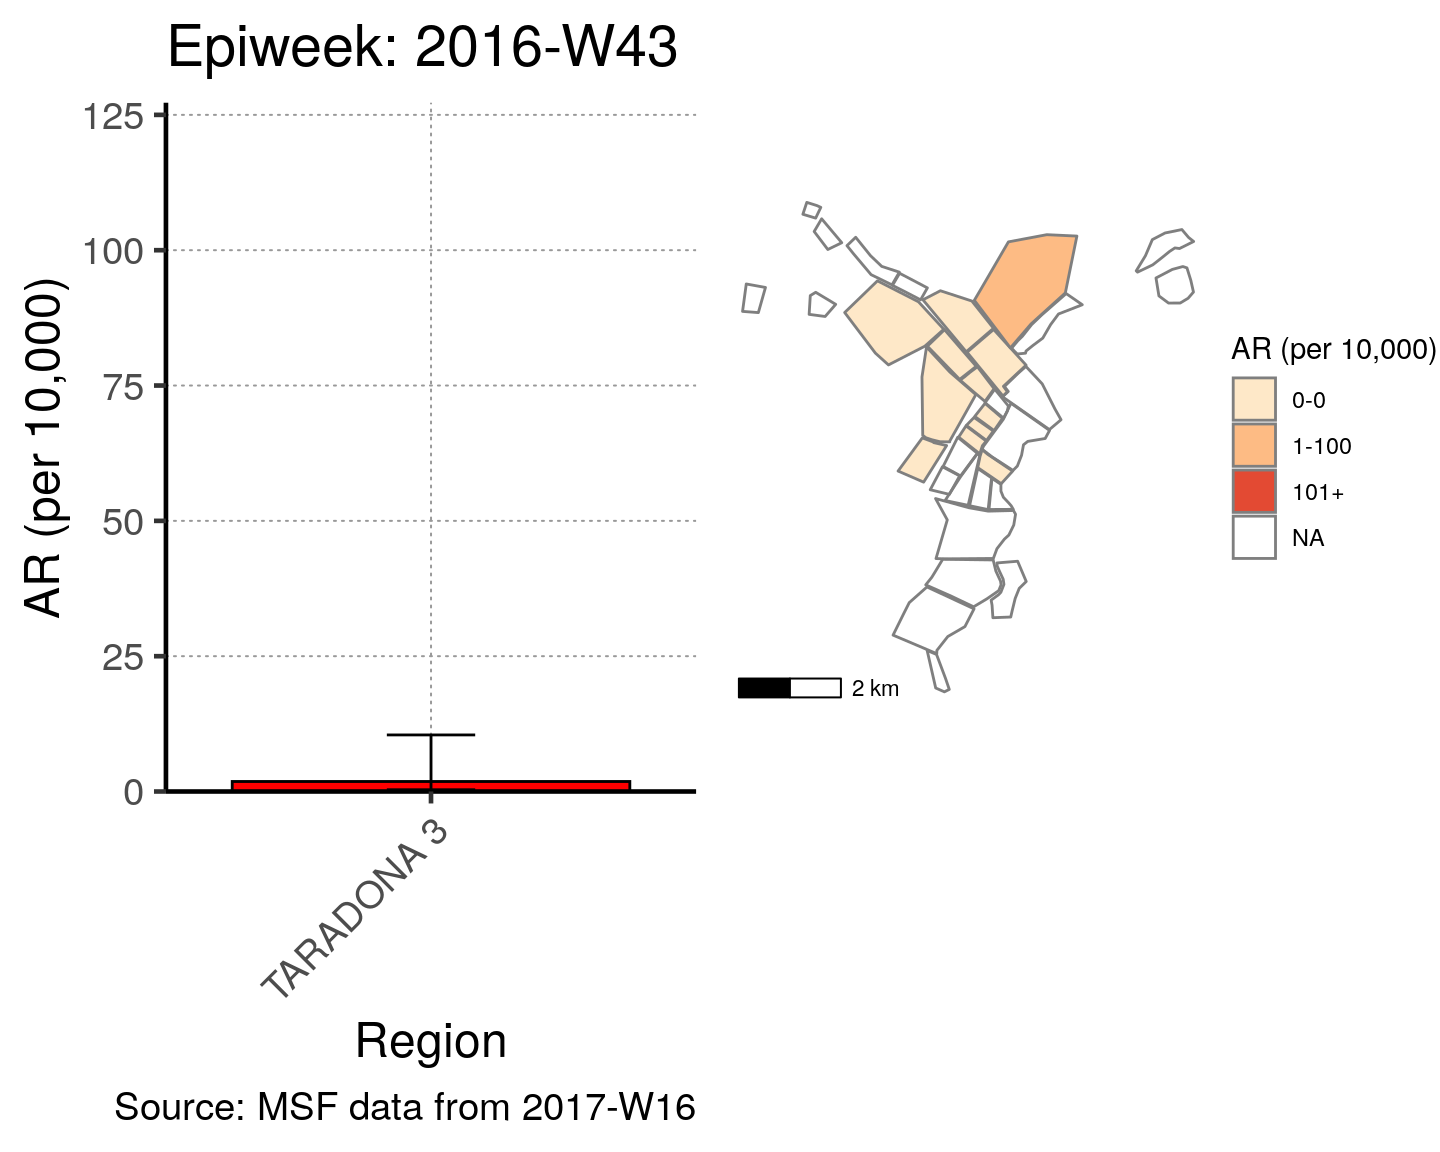 Epiweek: 2016-W43
AR (per 10,000)
125
100
75
50
25
0
TARADONA 3
Region
Source: MSF data from 2017-W16
2 km
AR (per 10,000)
0-0
1-100
101+
NA